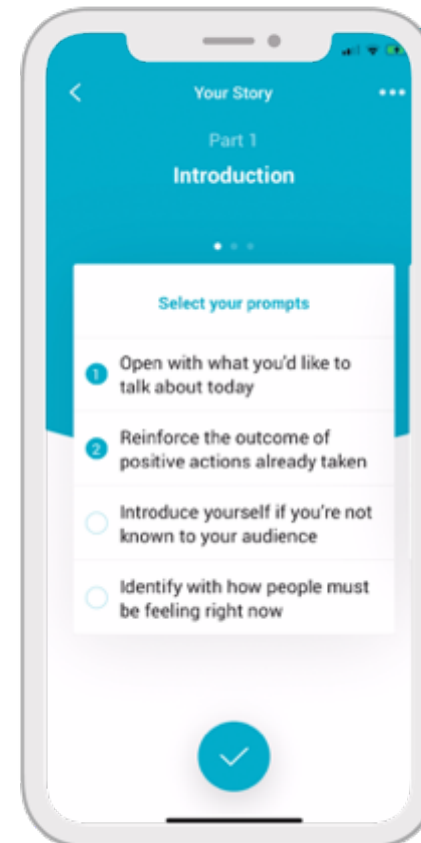 Your Story
Part 1
Introduction
Select your prompts
1 Open with what you'd like to
talk about today
2 Reinforce the outcome of
positive actions already taken
Introduce yourself if you're not
known to your audience
Identify with how people must
be feeling right now